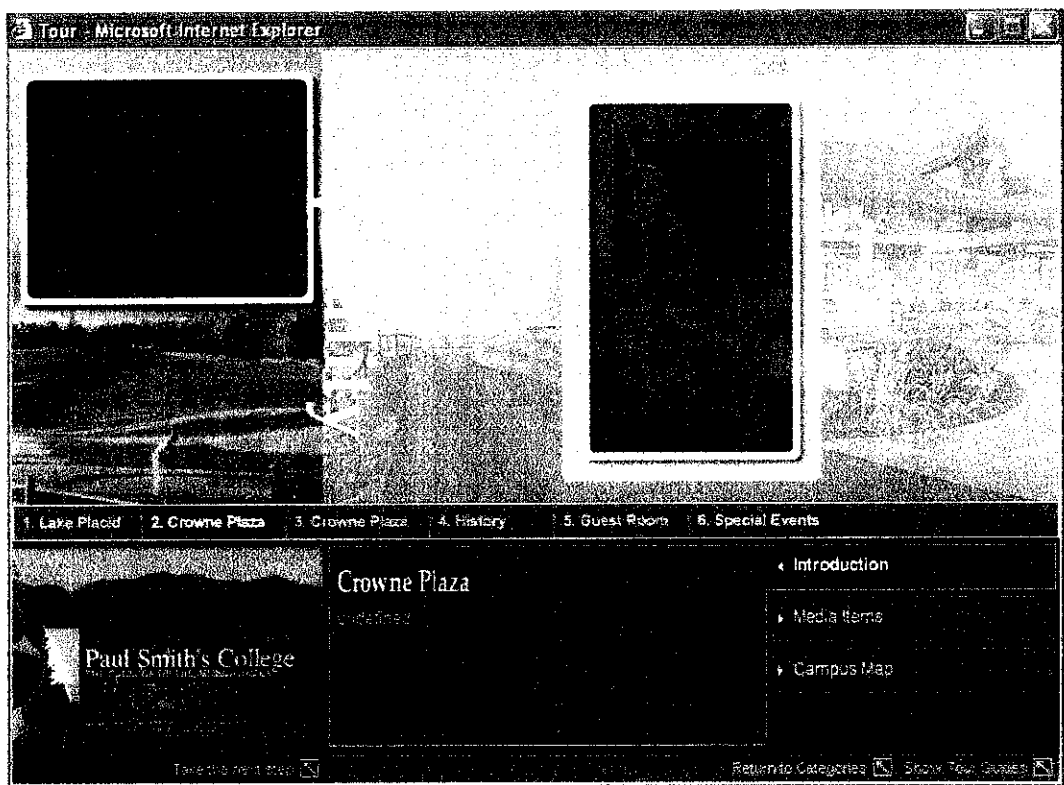 Tour - Microsoft Internet Explorer
1. Lake Placid 2. Crowne Plaza 3. Crowne Plaza 4. History 5. Guest Room 6. Special Events
Crowne Plaza
undefined
Introduction
Media Items
Campus Map
Paul Smith's College
Take the next step
Return to Categories Show Tour Guides